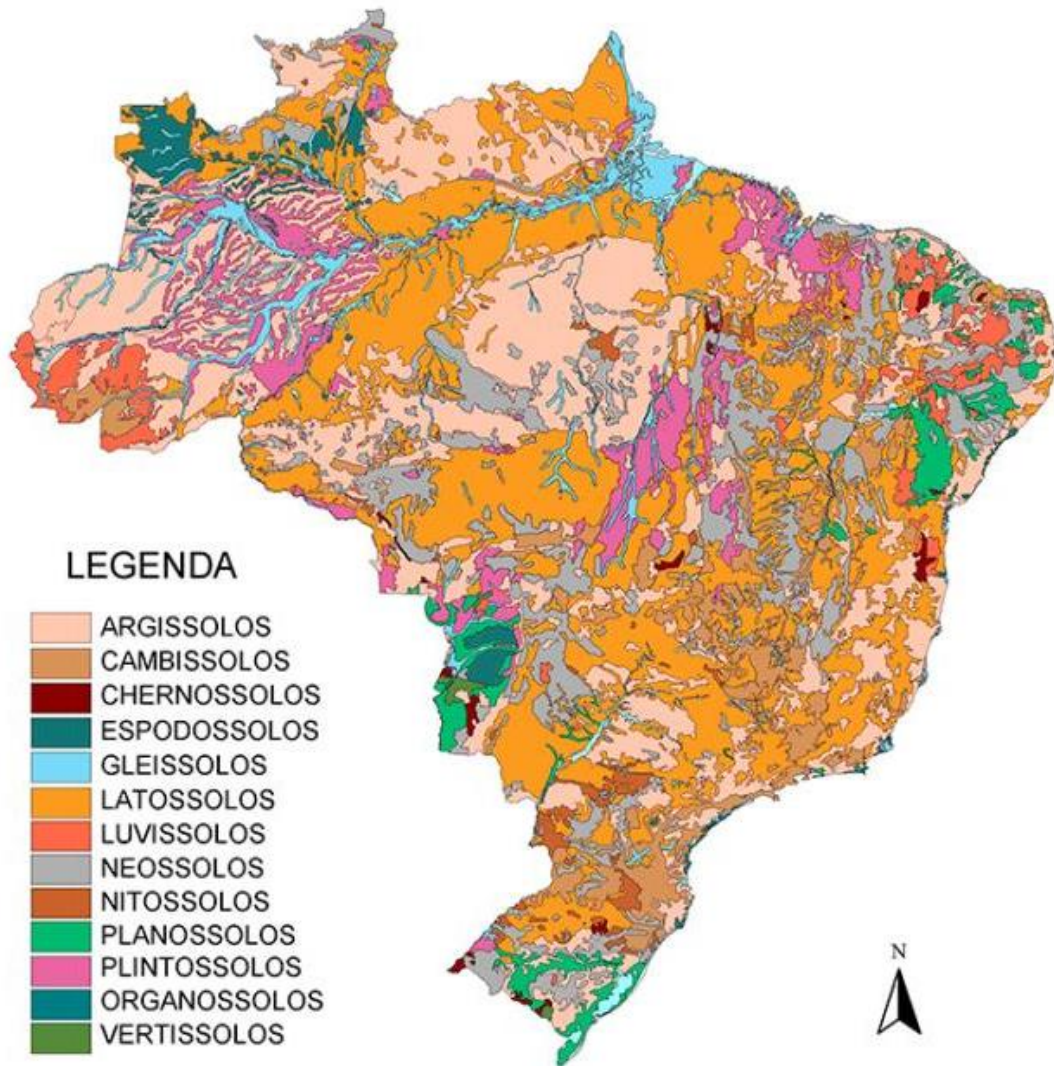 LEGENDA
ARGISSOLOS
CAMBISSOLOS
CHERNOSSOLOS
ESPODOSSOLOS
GLEISSOLOS
LATOSSOLOS
LUVISSOLOS
NEOSSOLOS
NITOSSOLOS
PLANOSSOLOS
PLINTOSSOLOS
ORGANOSSOLOS
VERTISSOLOS
N